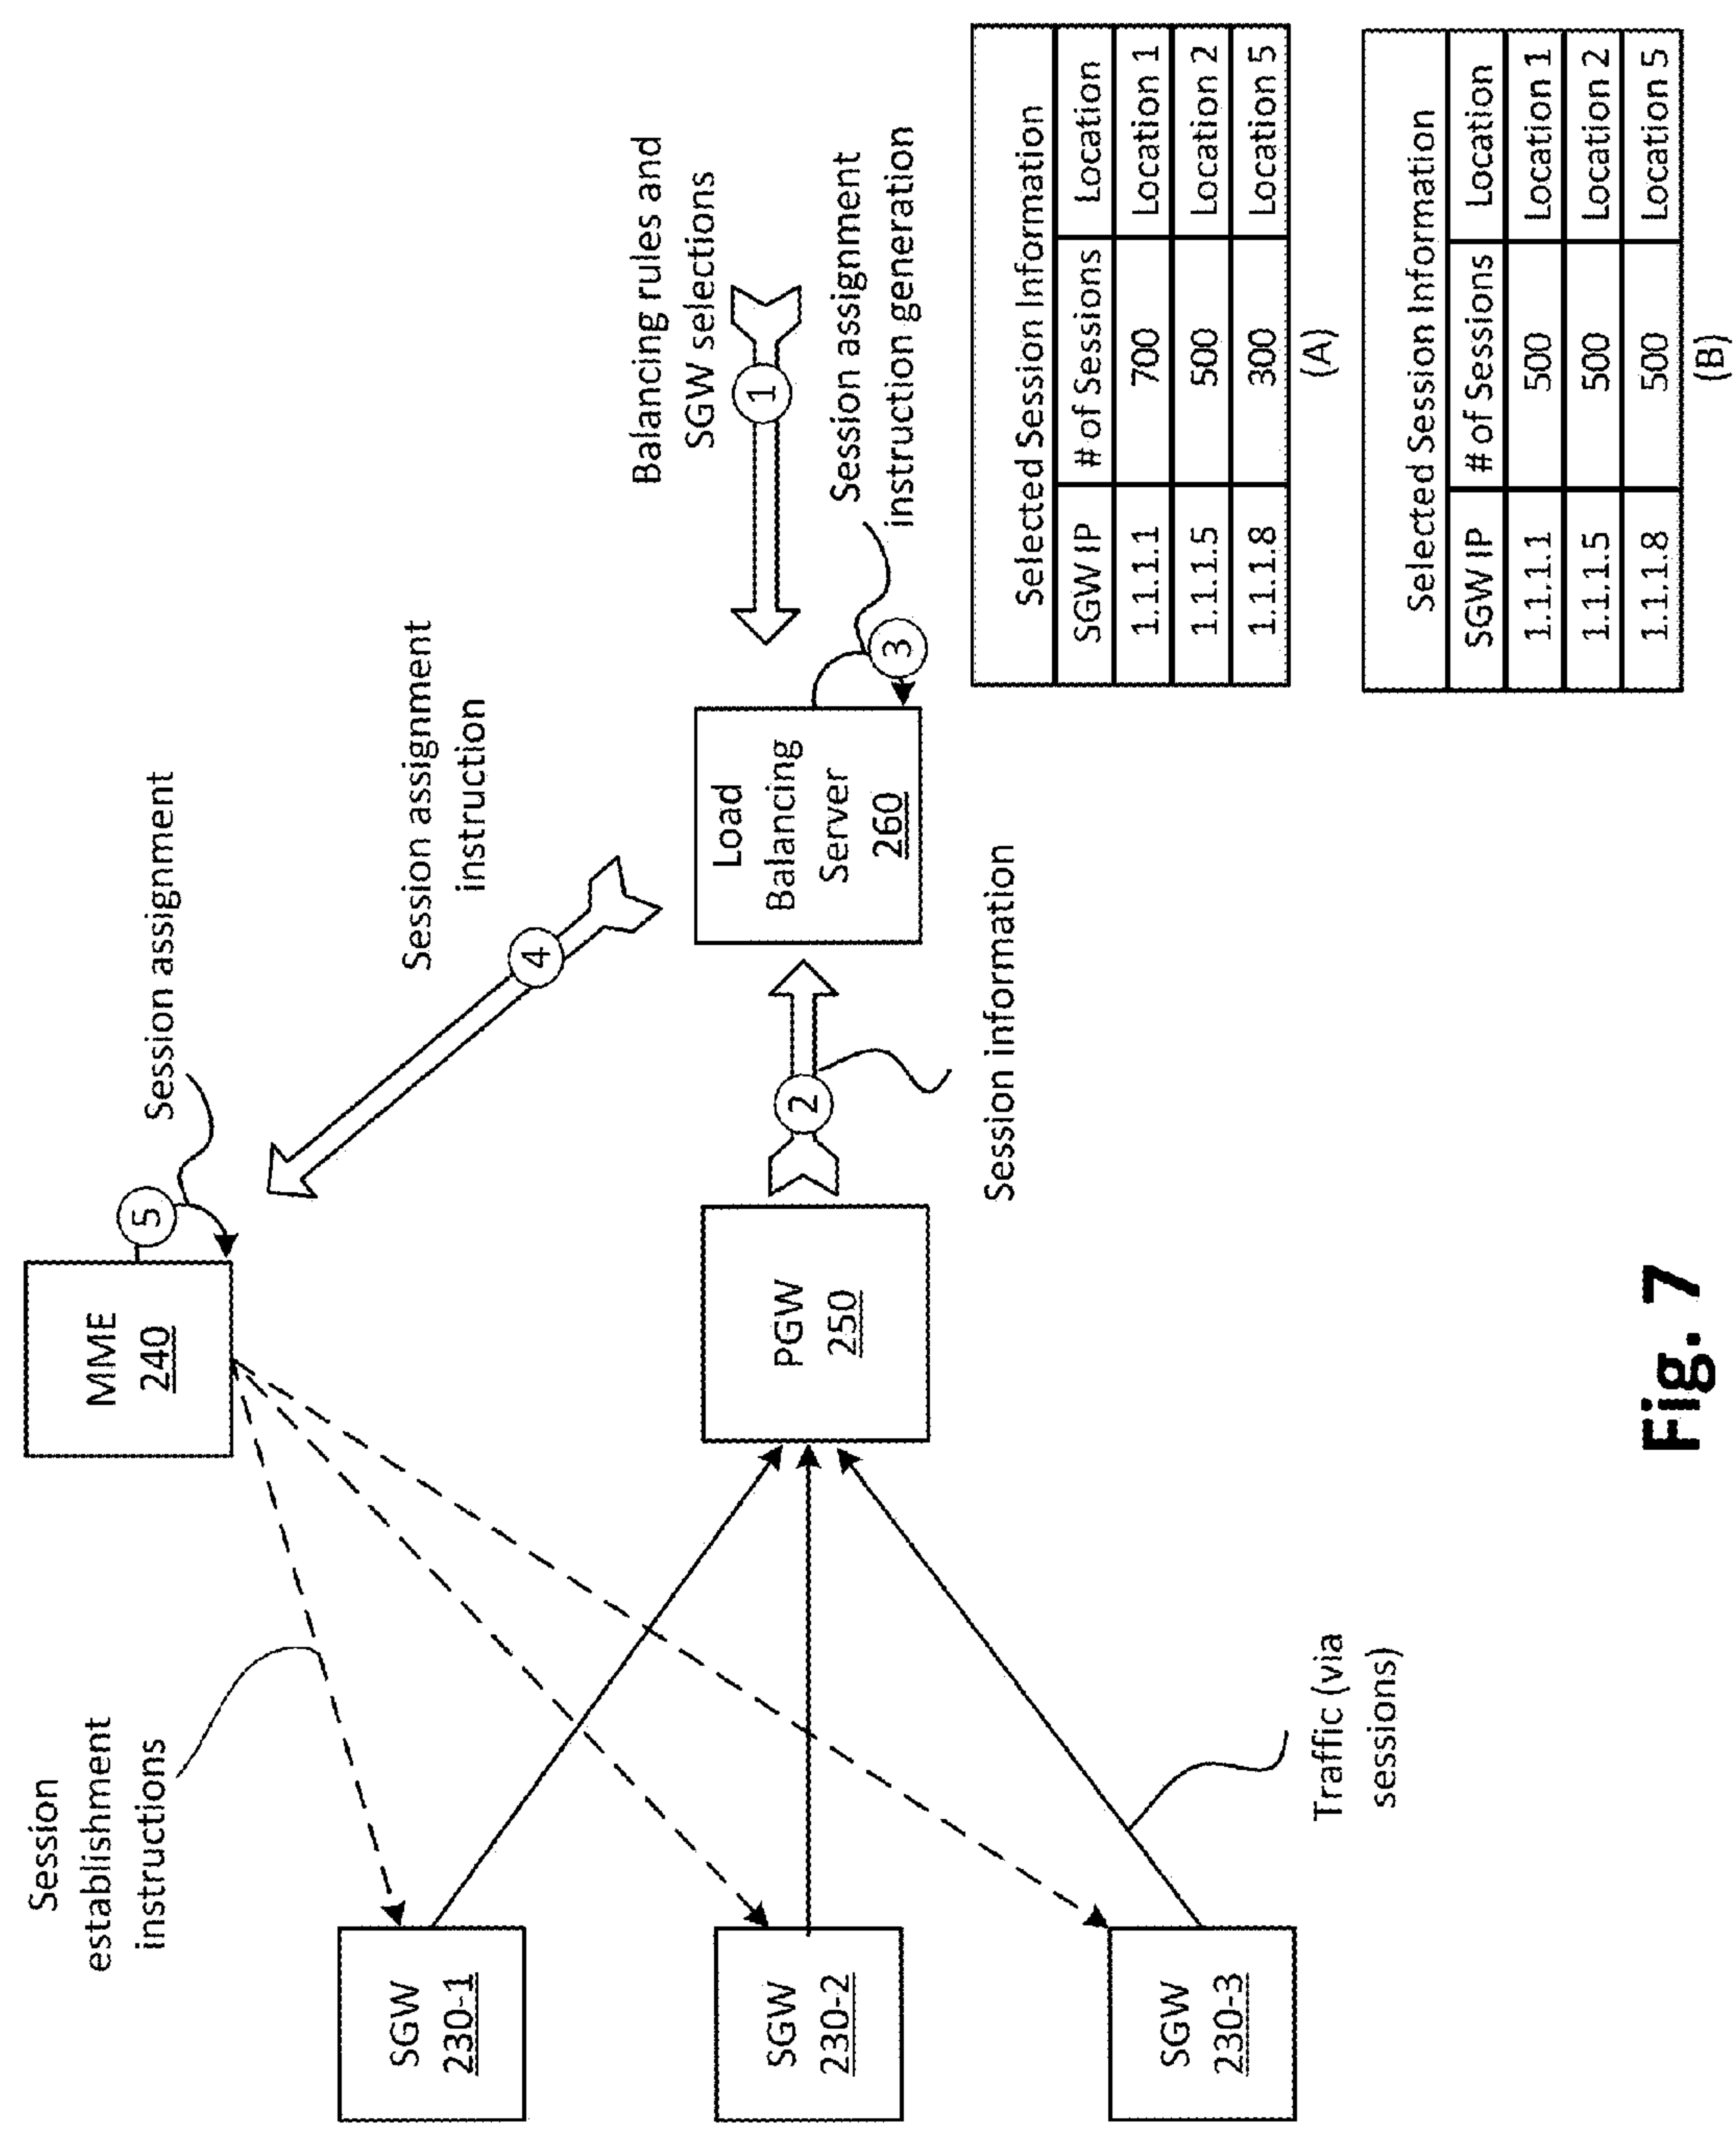 Session
establishment
instructions
MME
240
5
Session assignment
Session assignment
instruction
4
Balancing rules and
SGW selections
1
SGW
230-1
SGW
230-2
SGW
230-3
PGW
250
2
Session information
Load
Balancing
Server
260
3
Session assignment
instruction generation
Traffic (via
sessions)
Selected Session Information
SGW IP # of Sessions Location
1.1.1.1 700 Location 1
1.1.1.5 500 Location 2
1.1.1.8 300 Location 5
(A)
Selected Session Information
SGW IP # of Sessions Location
1.1.1.1 500 Location 1
1.1.1.5 500 Location 2
1.1.1.8 500 Location 5
(B)
Fig. 7